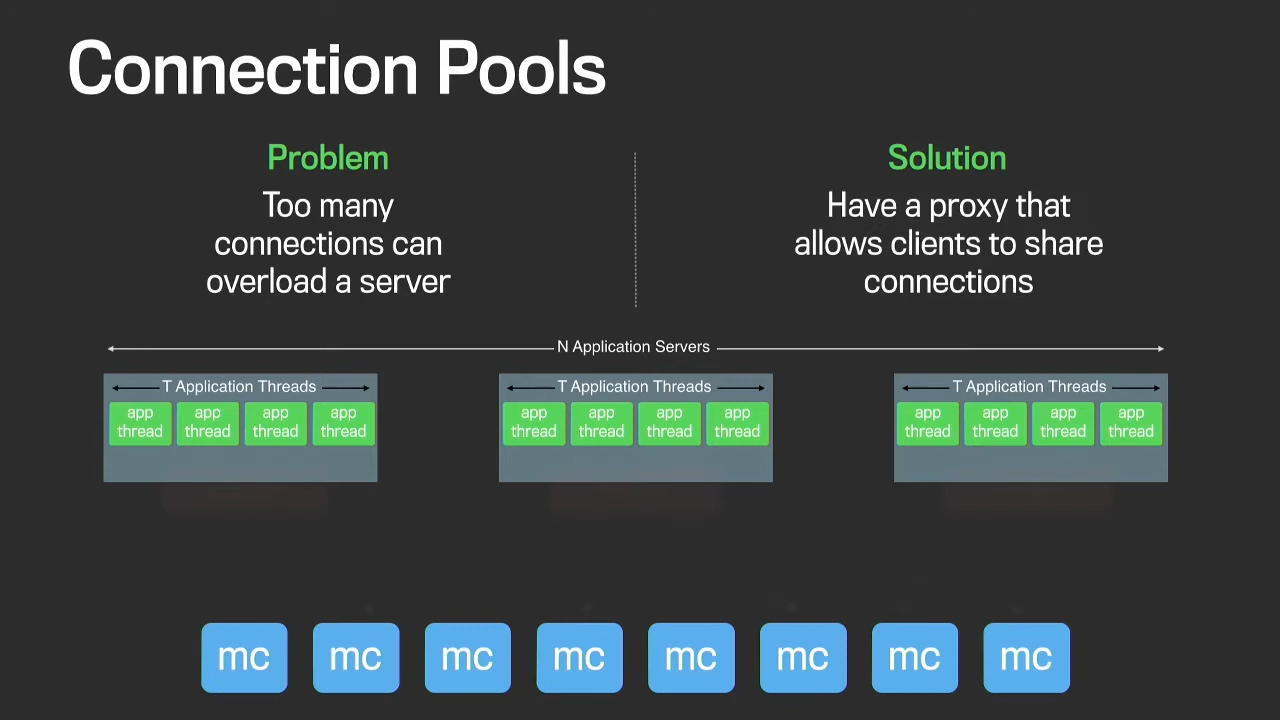 Connection Pools
Problem
Too many
connections can
overload a server
Solution
Have a proxy that
allows clients to share
connections
N Application Servers
T Application Threads
app thread
app thread
app thread
app thread
T Application Threads
app thread
app thread
app thread
app thread
T Application Threads
app thread
app thread
app thread
app thread
mc mc mc mc mc mc mc mc